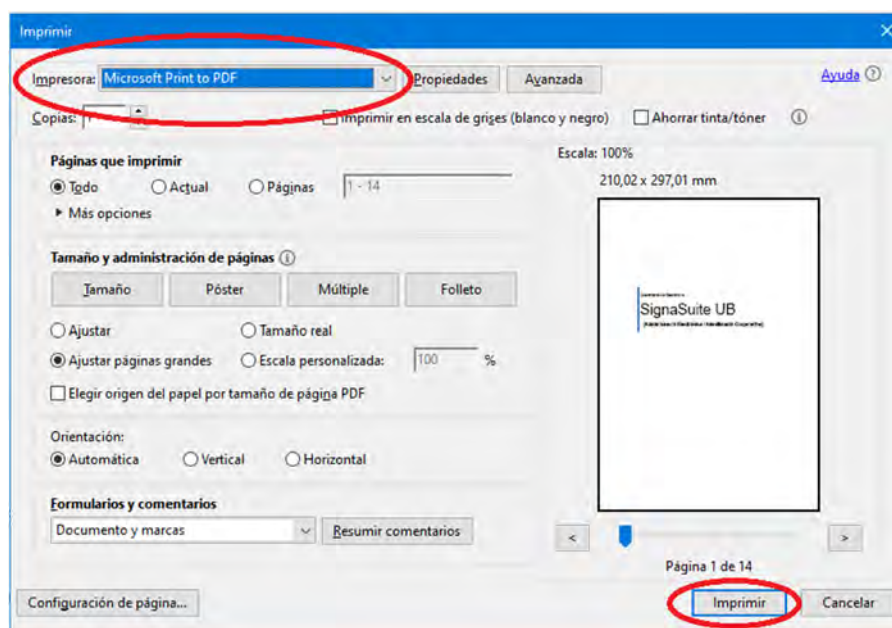 Imprimir
Impresora: Microsoft Print to PDF Propiedades Avanzada Ayuda
Copias: Imprimir en escala de grises (blanco y negro) Ahorrar tinta/tóner
Páginas que imprimir
Todo Actual Páginas 1 - 14
Más opciones
Tamaño y administración de páginas
Tamaño Póster Múltiple Folleto
Ajustar Tamaño real
Ajustar páginas grandes Escala personalizada: 100 %
Elegir origen del papel por tamaño de página PDF
Orientación:
Automática Vertical Horizontal
Formularios y comentarios
Documento y marcas Resumir comentarios
Escala: 100%
210,02 x 297,01 mm
SignaSuite UB
< >
Página 1 de 14
Configuración de página... Imprimir Cancelar